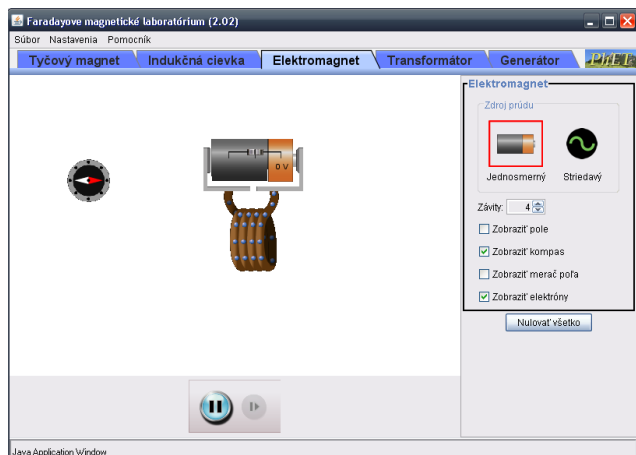 Faradayove magnetické laboratórium (2.02)
Súbor Nastavenia Pomocník
Tyčový magnet Indukčná cievka Elektromagnet Transformátor Generátor PhET
Elektromagnet
Zdroj prúdu
0 V
Jednosmerný Striedavý
Závity: 4
Zobraziť pole
Zobraziť kompas
Zobraziť merač poľa
Zobraziť elektróny
Nulovať všetko
Java Application Window